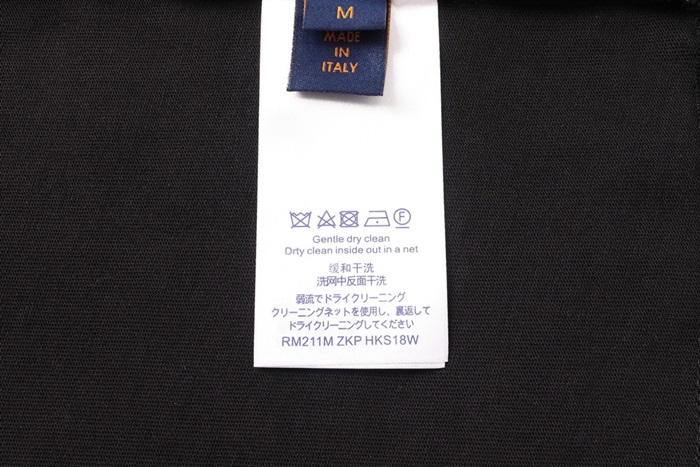 M
MADE
IN
ITALY
F
Gentle dry clean
Drty clean inside out in a net
缓和干洗
洗网中反面干洗
弱流でドライクリーニング
クリーニングネットを使用し、裏返して
ドライクリーニングしてください
RM211M ZKP HKS18W